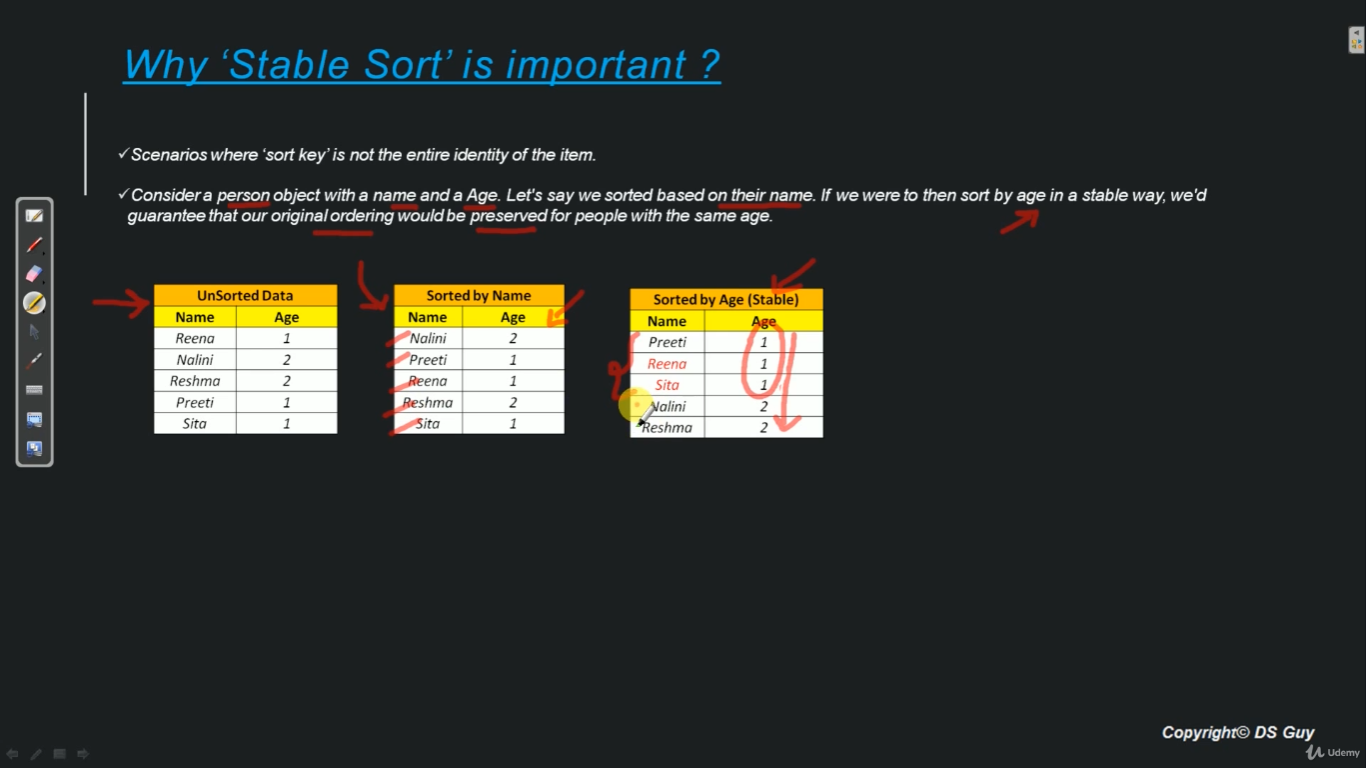 Why ‘Stable Sort’ is important ?
✓Scenarios where ‘sort key’ is not the entire identity of the item.
✓Consider a person object with a name and a Age. Let's say we sorted based on their name. If we were to then sort by age in a stable way, we'd
guarantee that our original ordering would be preserved for people with the same age.
UnSorted Data
Name Age
Reena 1
Nalini 2
Reshma 2
Preeti 1
Sita 1
Sorted by Name
Name Age
Nalini 2
Preeti 1
Reena 1
Reshma 2
Sita 1
Sorted by Age (Stable)
Name Age
Preeti 1
Reena 1
Sita 1
Nalini 2
Reshma 2
Copyright© DS Guy
Udemy